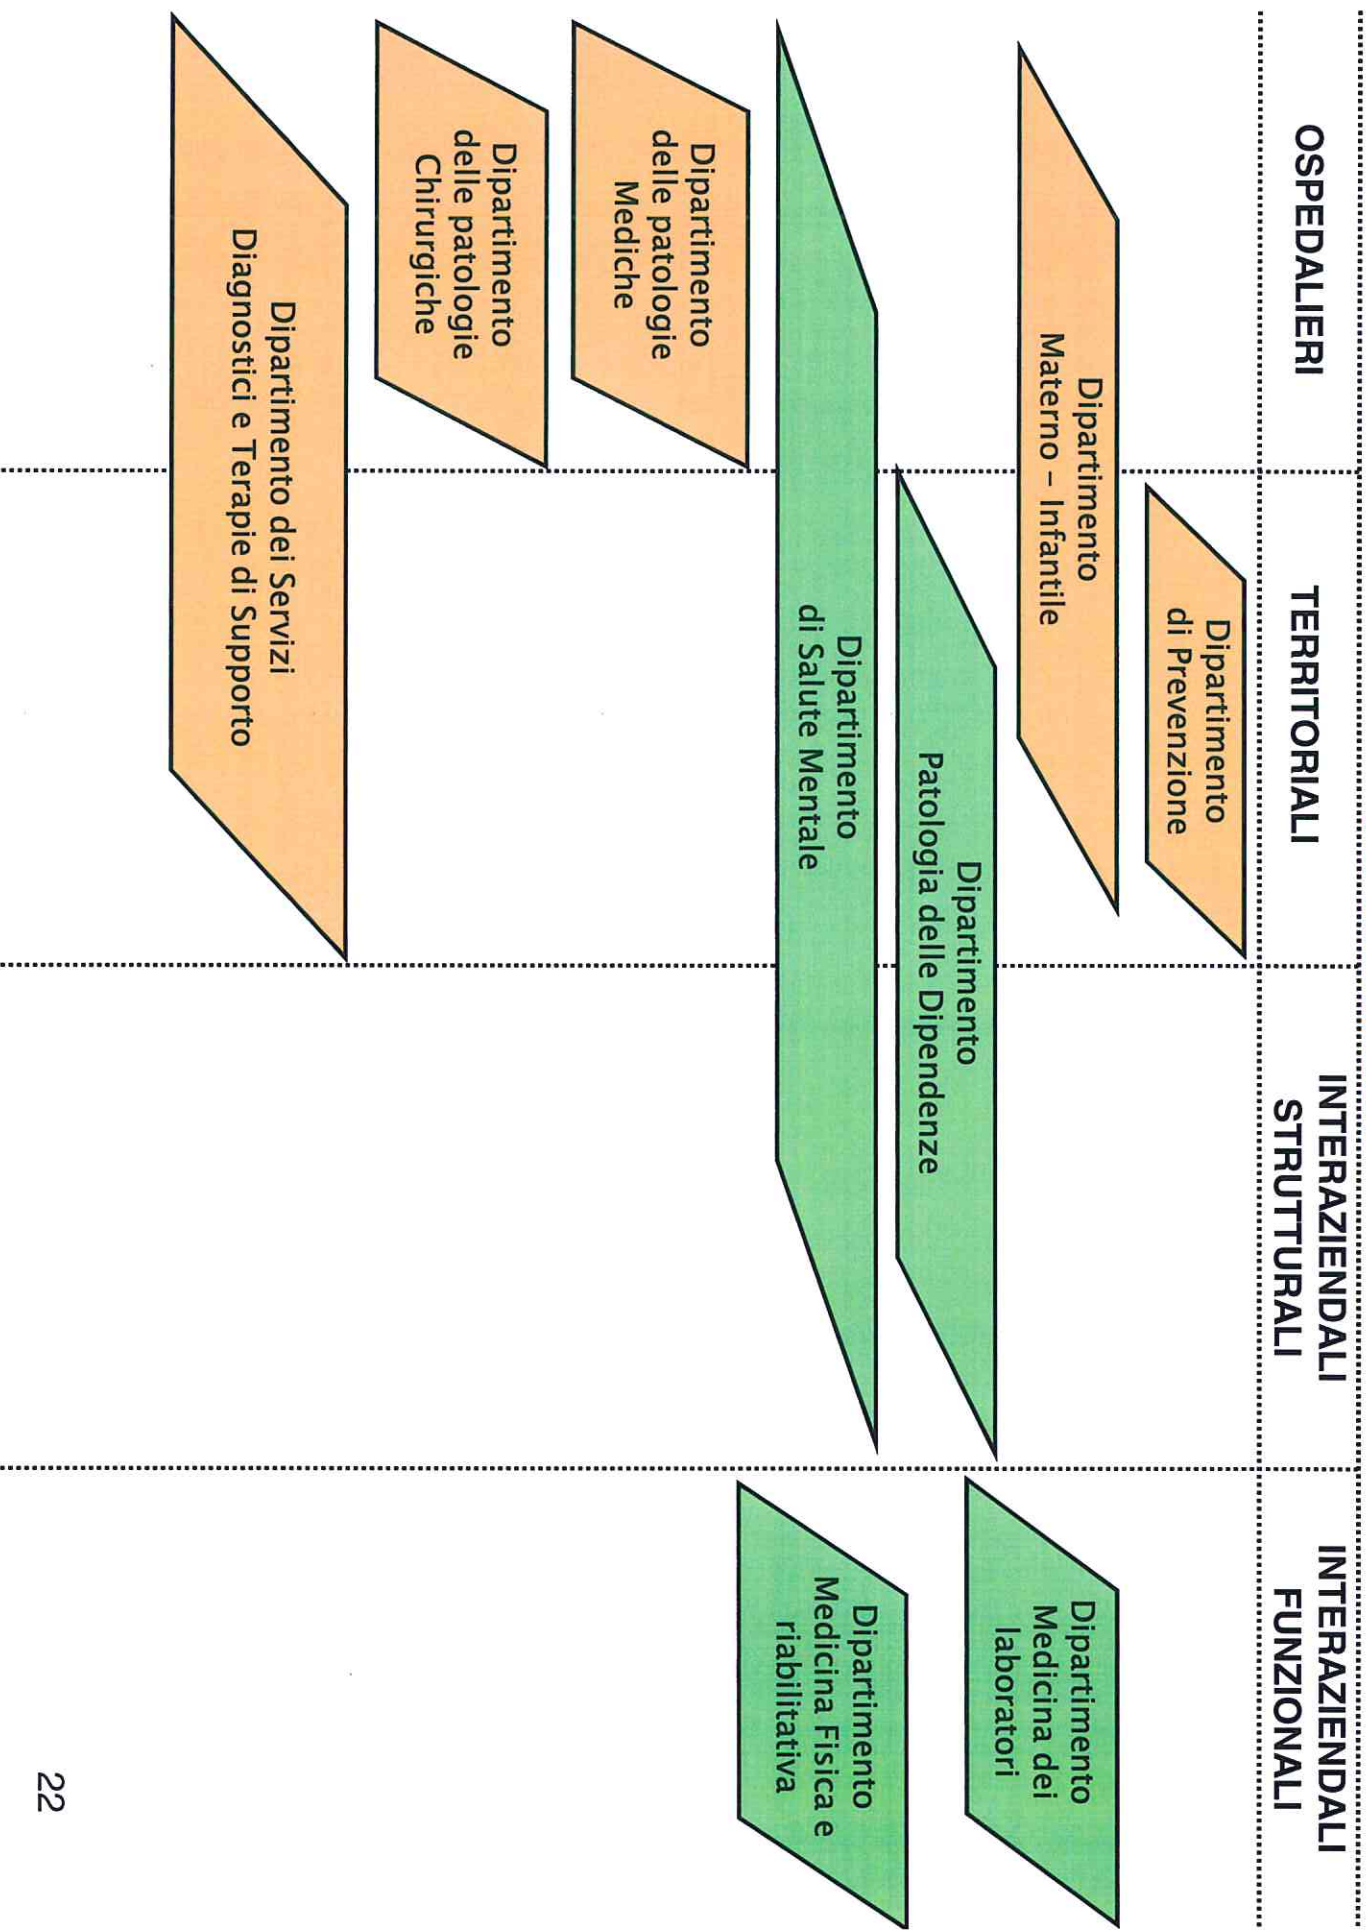 OSPEDALIERI
TERRITORIALI
INTERAZIENDALI
STRUTTURALI
INTERAZIENDALI
FUNZIONALI
Dipartimento
di Prevenzione
Dipartimento
Materno – Infantile
Dipartimento
Medicina dei
laboratori
Dipartimento
Patologia delle Dipendenze
Dipartimento
di Salute Mentale
Dipartimento
Medicina Fisica e
riabilitativa
Dipartimento
delle patologie
Mediche
Dipartimento
delle patologie
Chirurgiche
Dipartimento dei Servizi
Diagnostici e Terapie di Supporto
22